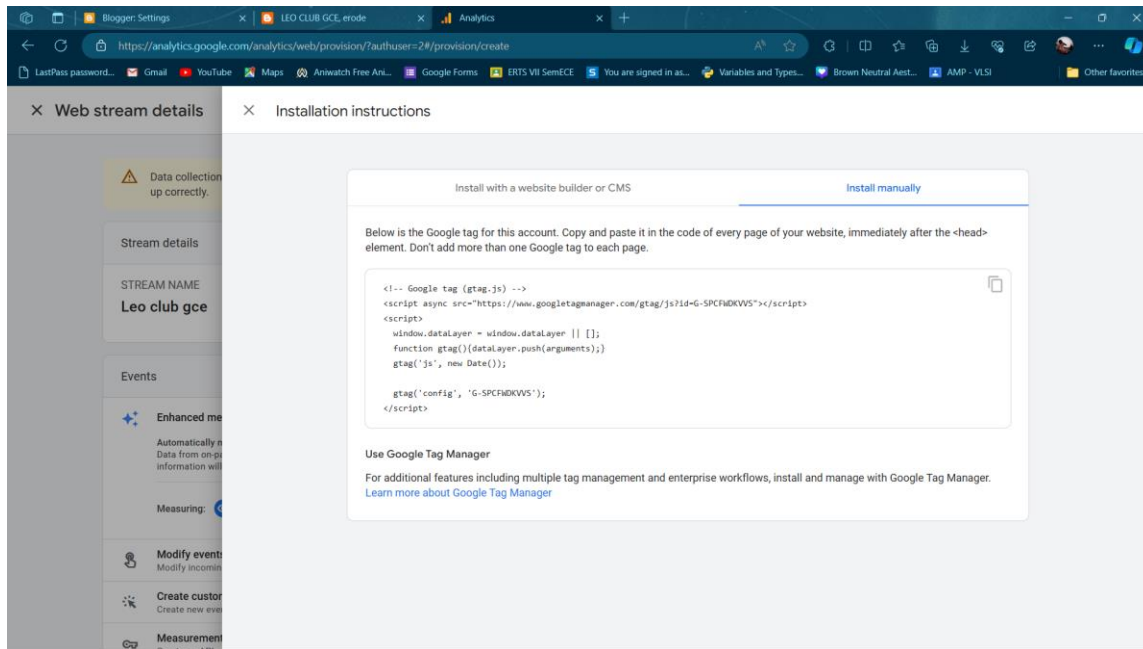 Blogger: Settings
LEO CLUB GCE, erode
Analytics
https://analytics.google.com/analytics/web/provision/?authuser=2#/provision/create
LastPass password...
Gmail
YouTube
Maps
Aniwatch Free Ani...
Google Forms
ERTS VII SemECE
You are signed in as...
Variables and Types...
Brown Neutral Aest...
AMP - VLSI
Other favorites
Web stream details
Installation instructions
Data collection
up correctly.
Stream details
STREAM NAME
Leo club gce
Events
Enhanced me
Automatically
Data from on-pa
information will
Measuring:
Modify events
Modify incomin
Create custor
Create new eve
Measurement
Install with a website builder or CMS
Install manually
Below is the Google tag for this account. Copy and paste it in the code of every page of your website, immediately after the <head>
element. Don't add more than one Google tag to each page.
<!-- Google tag (gtag.js) -->
<script async src="https://www.googletagmanager.com/gtag/js?id=G-SPCFWDKVVS"></script>
<script>
window.dataLayer = window.dataLayer || [];
function gtag(){dataLayer.push(arguments);}
gtag('js', new Date());
gtag('config', 'G-SPCFWDKVVS');
</script>
Use Google Tag Manager
For additional features including multiple tag management and enterprise workflows, install and manage with Google Tag Manager.
Learn more about Google Tag Manager